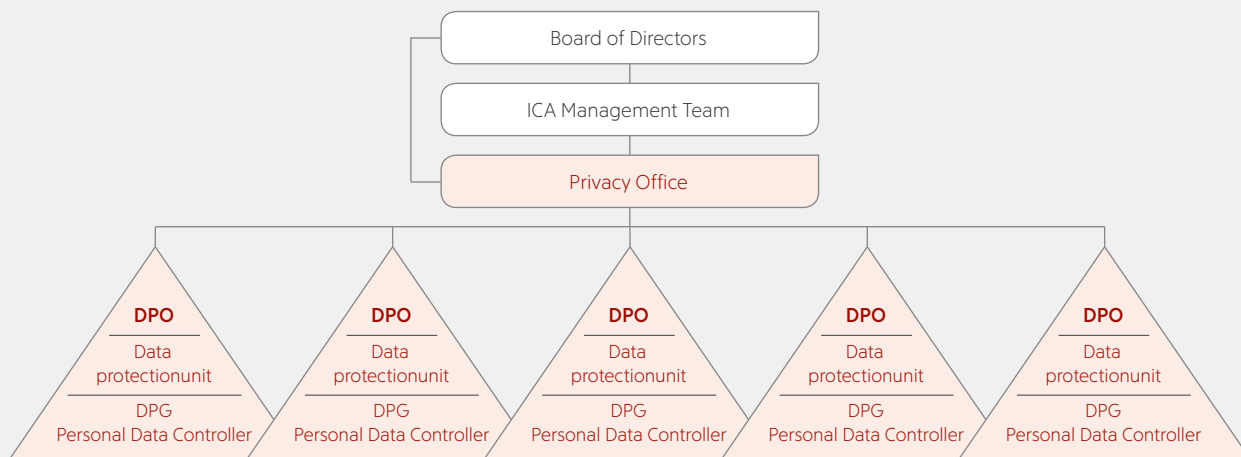 Board of Directors
ICA Management Team
Privacy Office
DPO
Data
protectionunit
DPG
Personal Data Controller
DPO
Data
protectionunit
DPG
Personal Data Controller
DPO
Data
protectionunit
DPG
Personal Data Controller
DPO
Data
protectionunit
DPG
Personal Data Controller
DPO
Data
protectionunit
DPG
Personal Data Controller